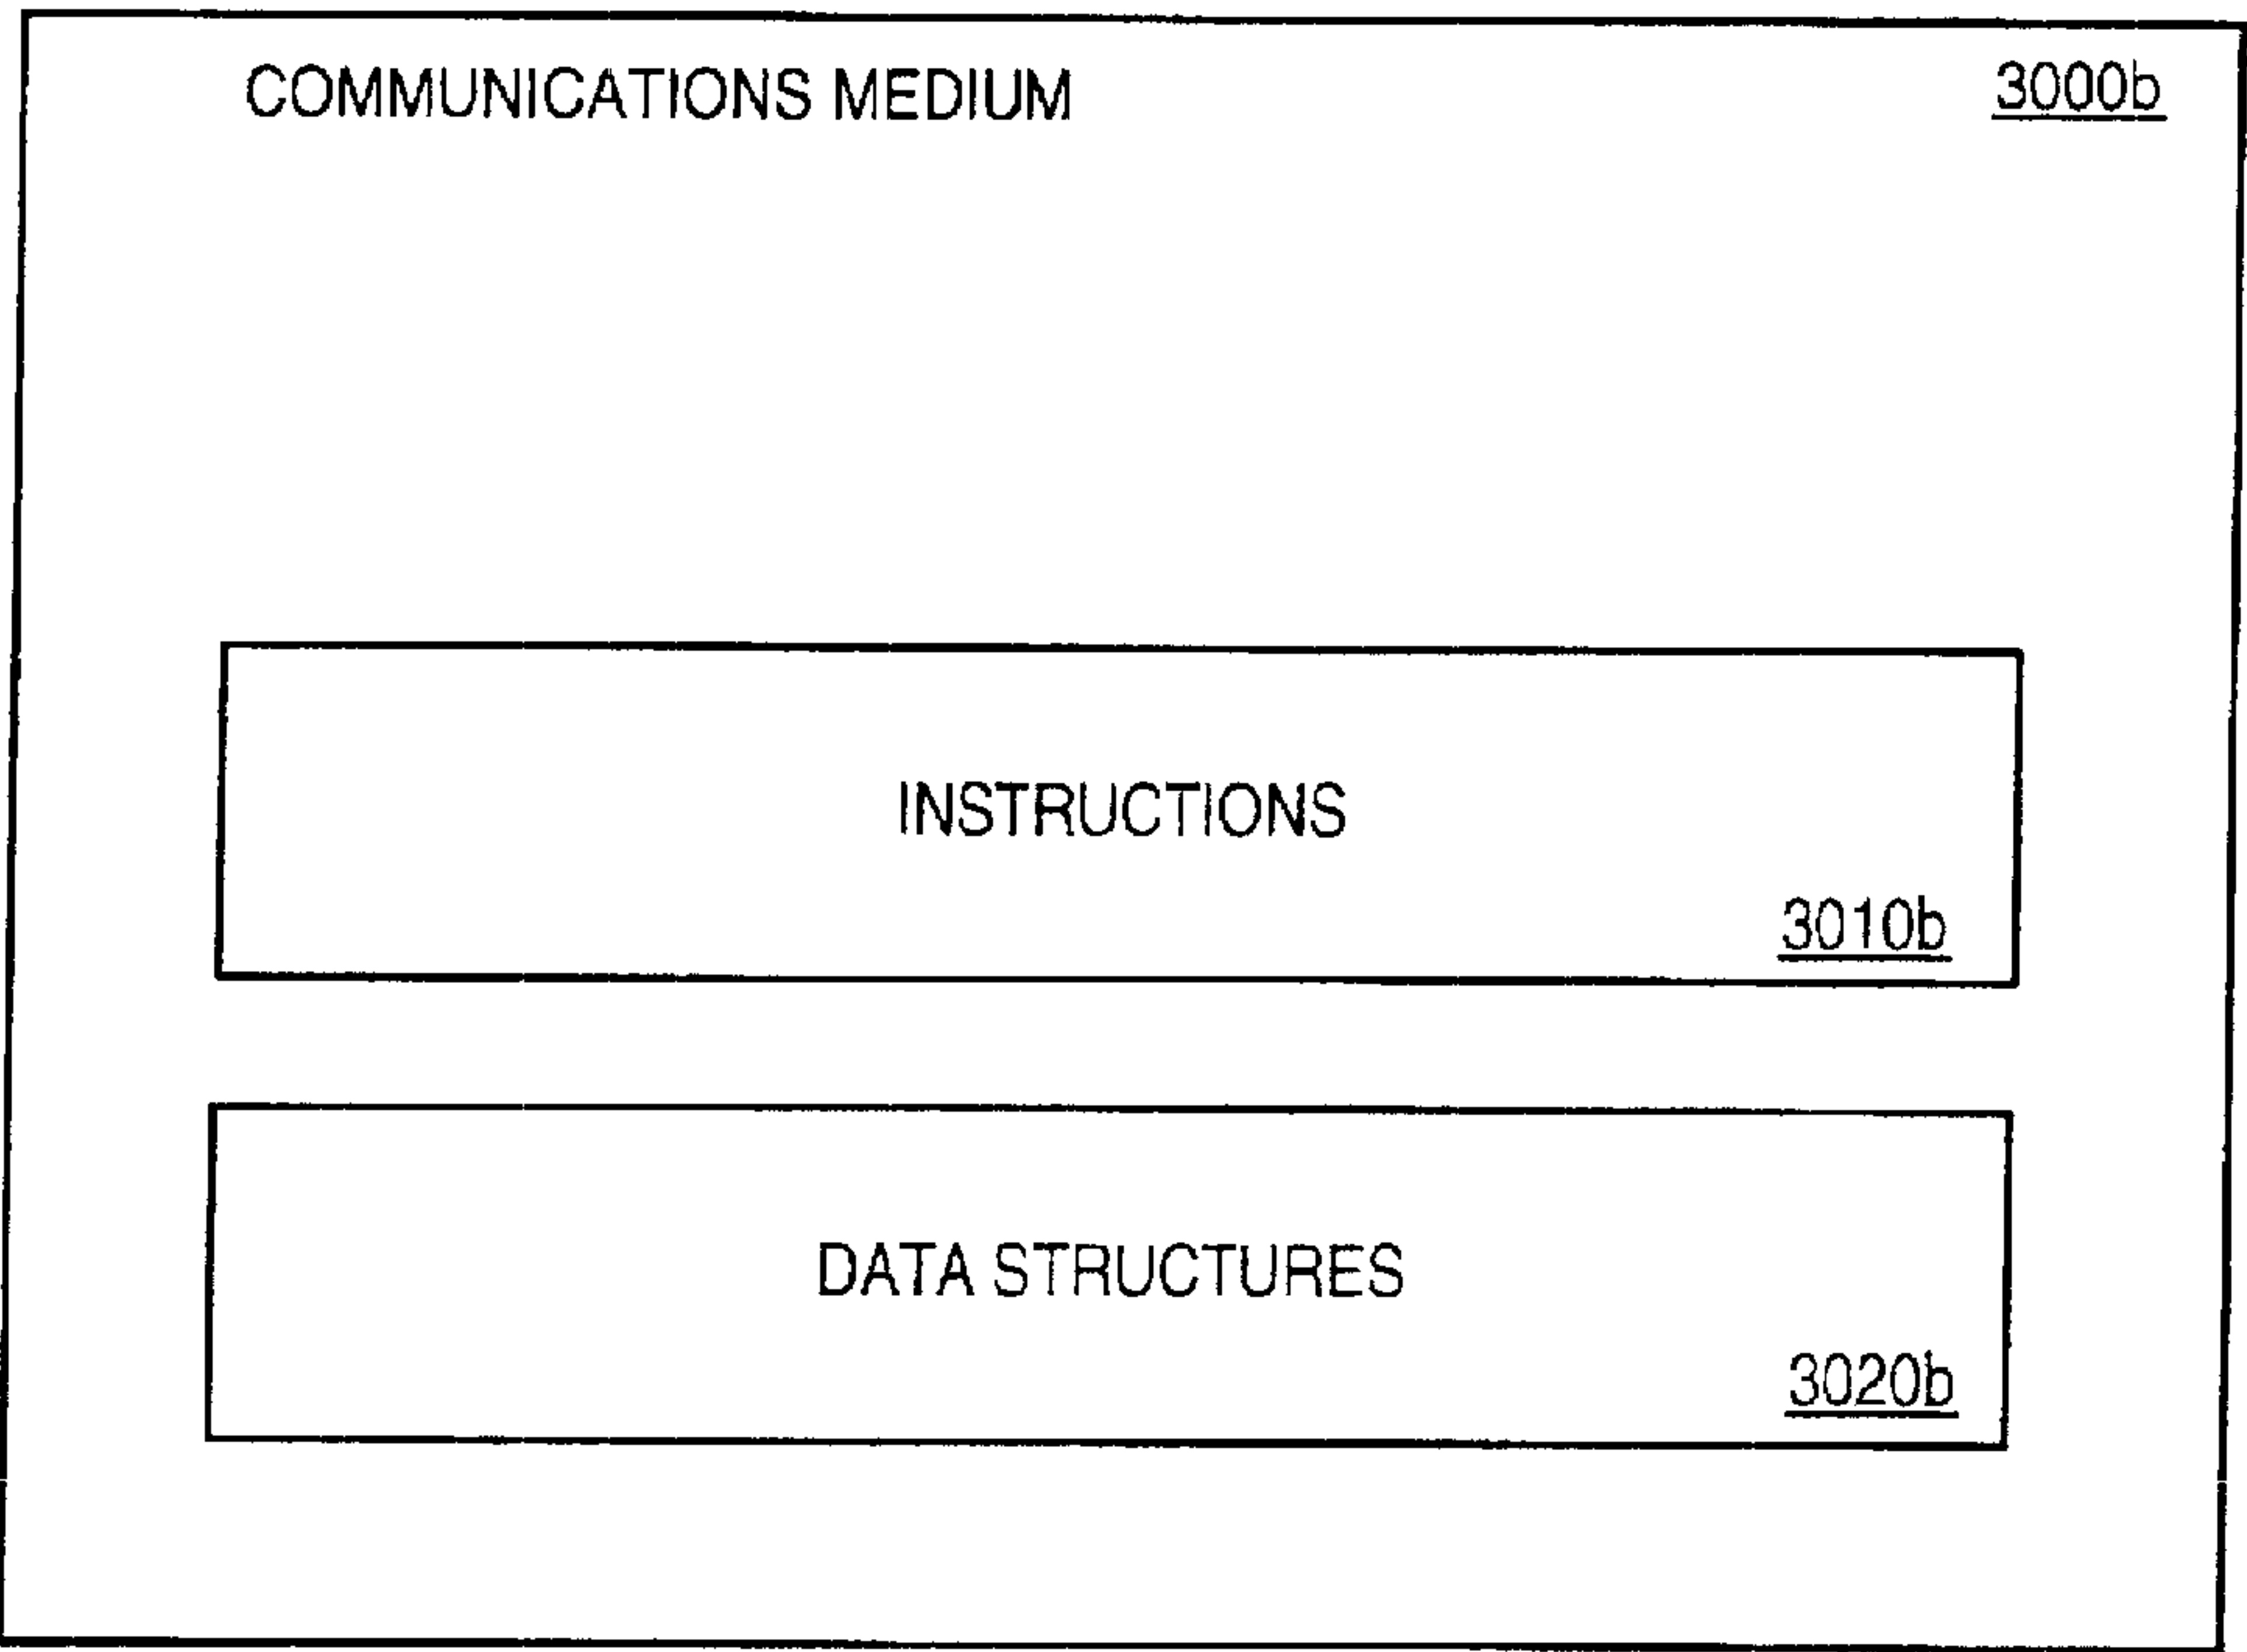 COMMUNICATIONS MEDIUM 3000b
INSTRUCTIONS
3010b
DATA STRUCTURES
3020b